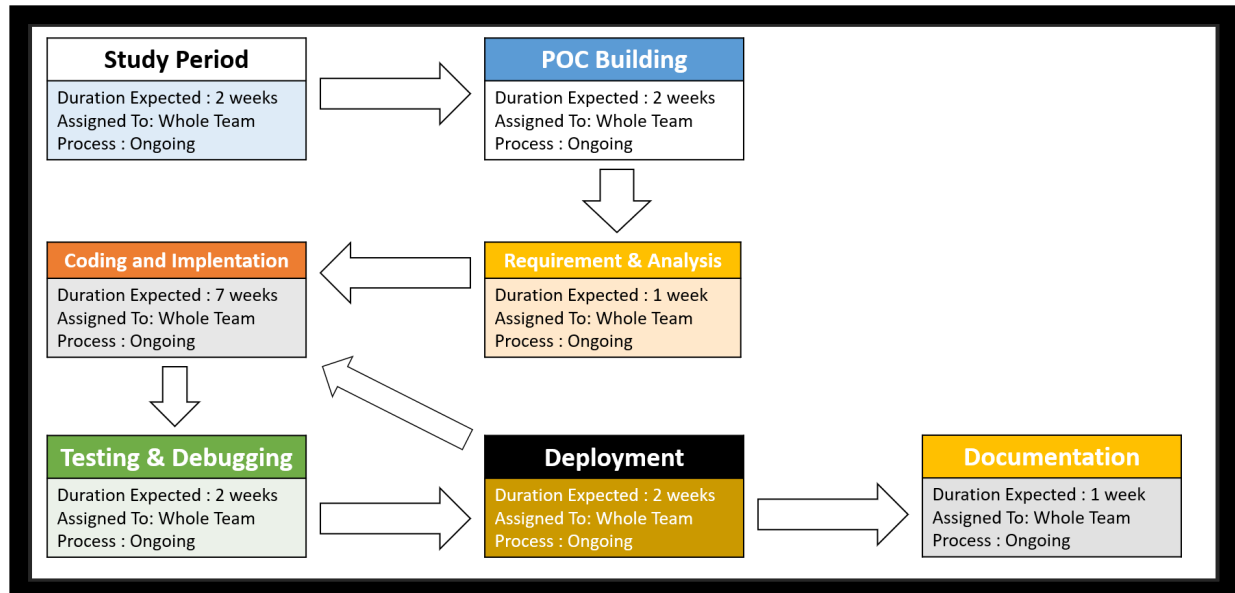 Study Period
Duration Expected : 2 weeks
Assigned To: Whole Team
Process : Ongoing
POC Building
Duration Expected : 2 weeks
Assigned To: Whole Team
Process : Ongoing
Requirement & Analysis
Duration Expected : 1 week
Assigned To: Whole Team
Process : Ongoing
Coding and Implentation
Duration Expected : 7 weeks
Assigned To: Whole Team
Process : Ongoing
Testing & Debugging
Duration Expected : 2 weeks
Assigned To: Whole Team
Process : Ongoing
Deployment
Duration Expected : 2 weeks
Assigned To: Whole Team
Process : Ongoing
Documentation
Duration Expected : 1 week
Assigned To: Whole Team
Process : Ongoing